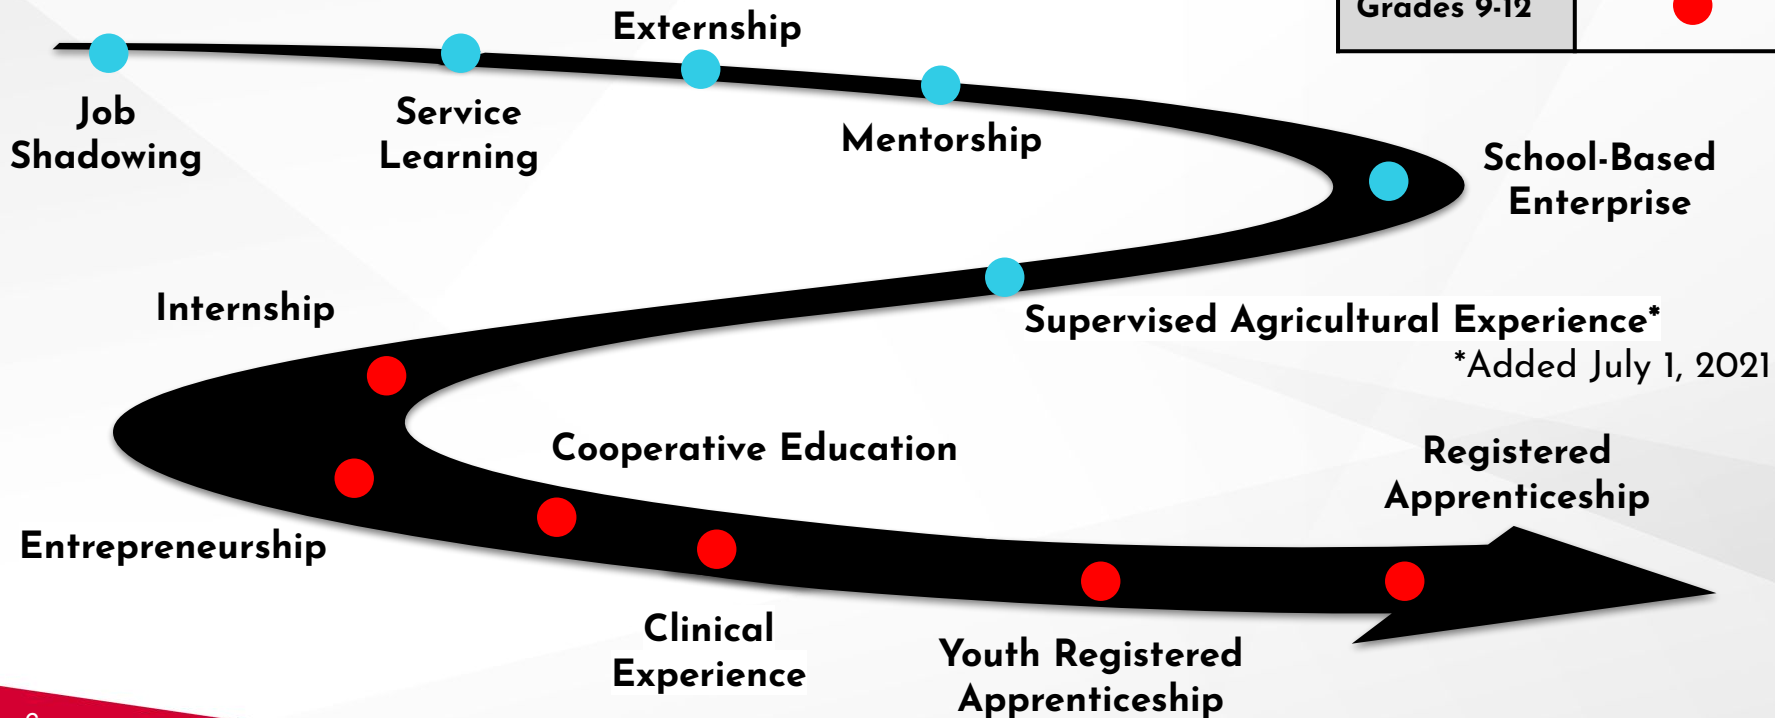 Grades 9-12
Externship
Job
Shadowing
Service
Learning
Mentorship
School-Based
Enterprise
Internship
Supervised Agricultural Experience*
*Added July 1, 2021
Cooperative Education
Registered
Apprenticeship
Entrepreneurship
Clinical
Experience
Youth Registered
Apprenticeship